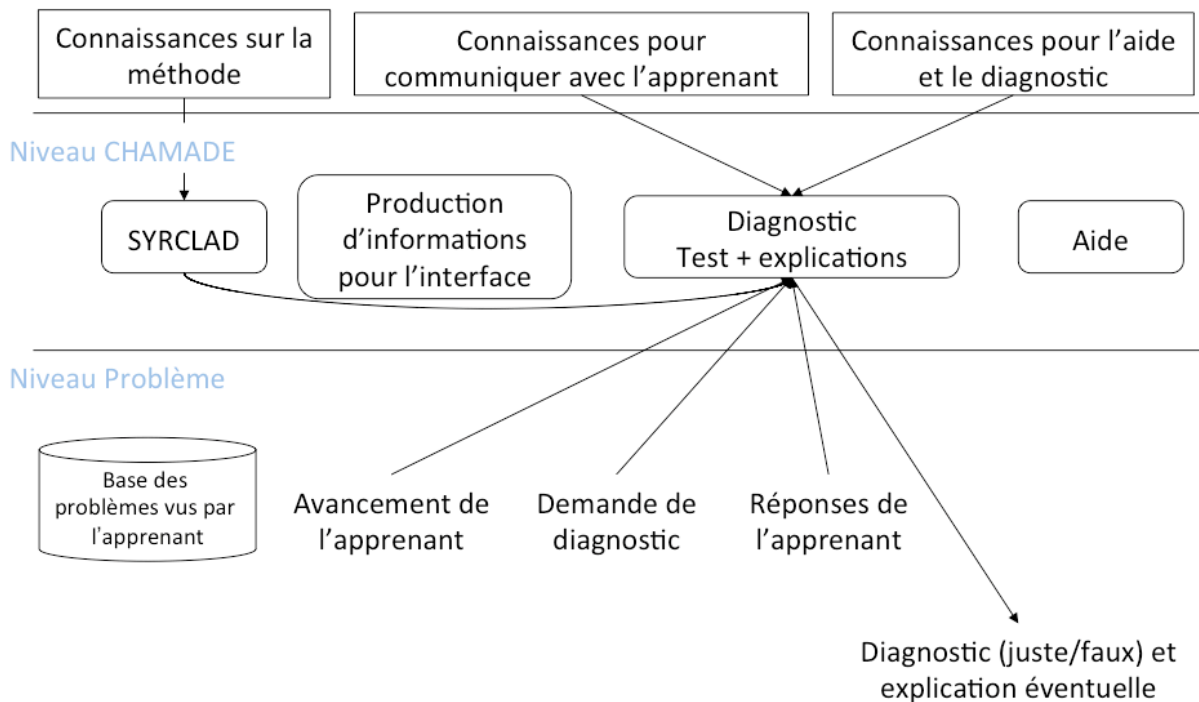 Connaissances sur la
méthode
Connaissances pour
communiquer avec l’apprenant
Connaissances pour l’aide
et le diagnostic
Niveau CHAMADE
SYRCLAD
Production
d’informations
pour l’interface
Diagnostic
Test + explications
Aide
Niveau Problème
Base des
problèmes vus par
l’apprenant
Avancement de
l’apprenant
Demande de
diagnostic
Réponses de
l’apprenant
Diagnostic (juste/faux) et
explication éventuelle